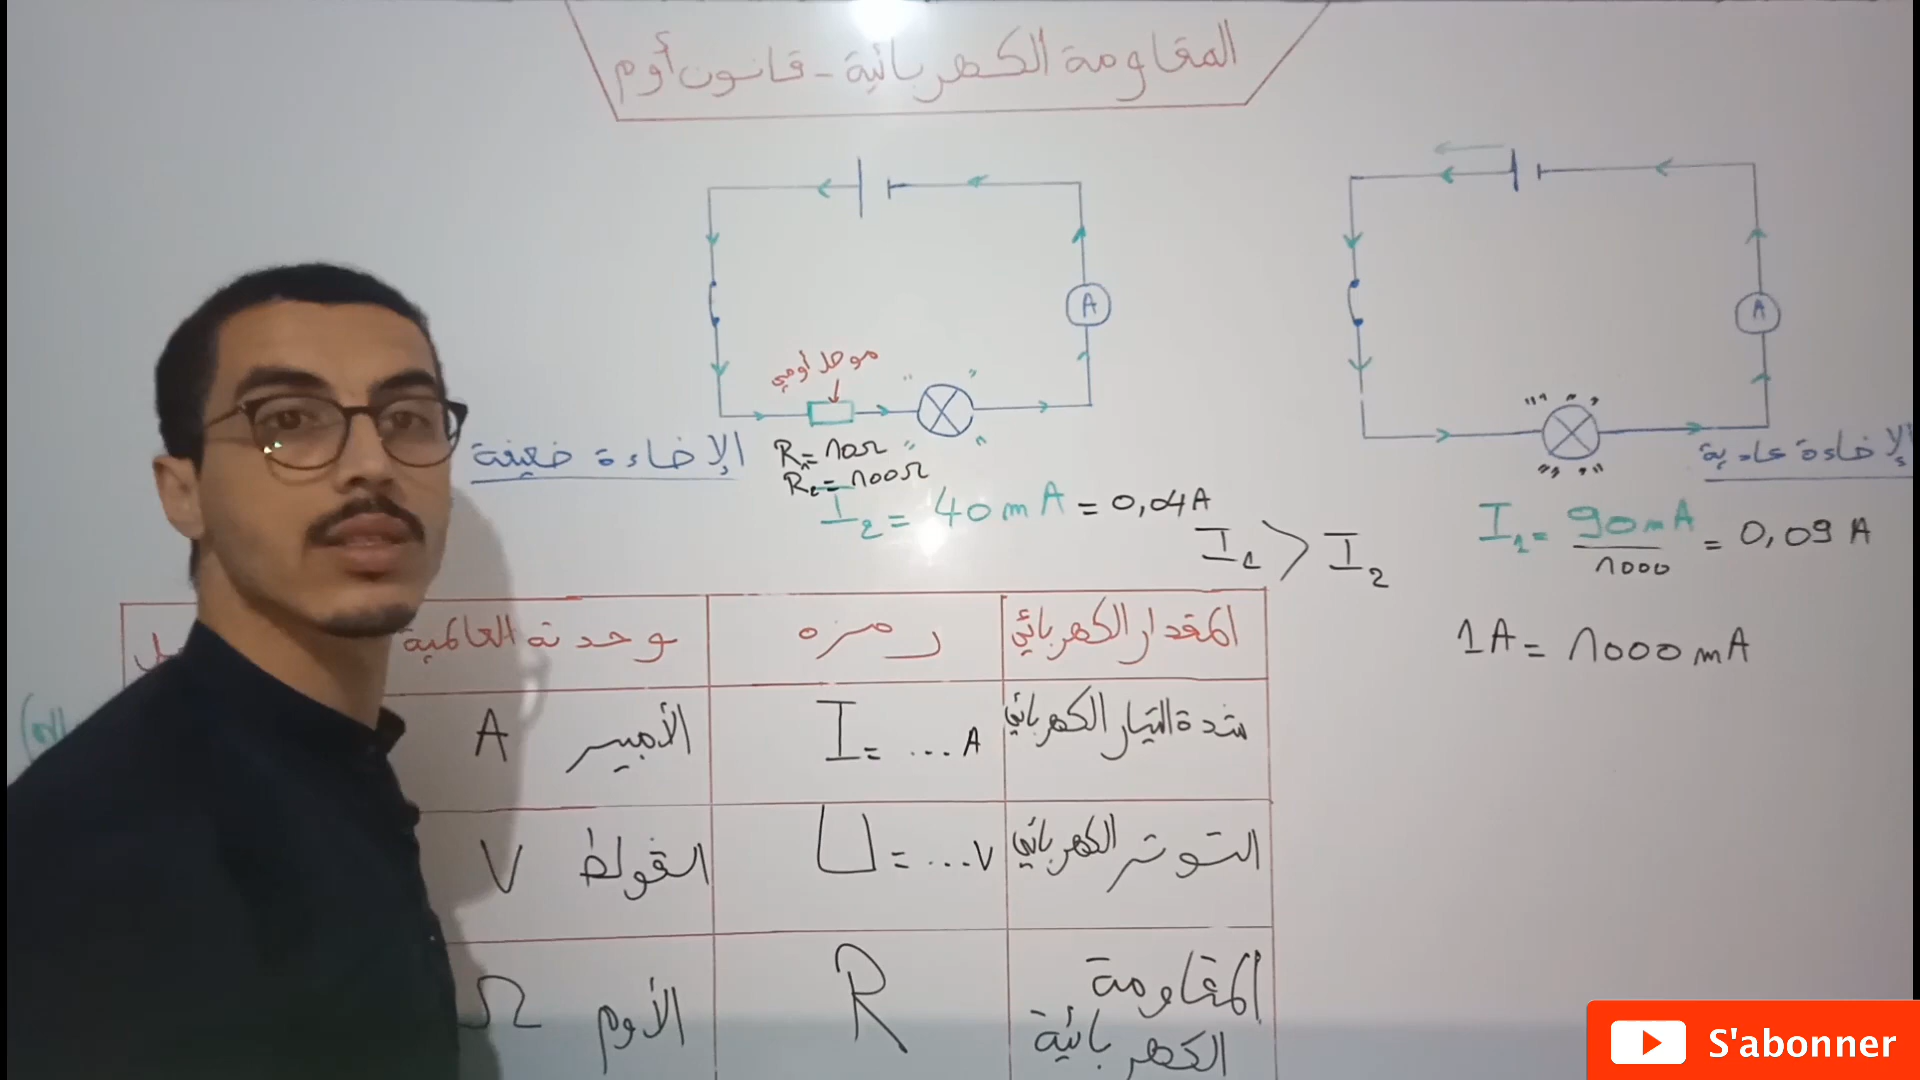 المقاومة الكهربائية - قانون أوم
A
A
موصل أومي
R₁= 10Ω
R₂= 100Ω
الإضاءة ضعيفة
الإضاءة عادية
I₂ = 40 mA = 0,04 A
I₁ > I₂
I₁ = 90 mA / 1000 = 0,09 A
1A = 1000 mA
المقدار الكهربائي رمزه وحدته العالمية
شدة التيار الكهربائي I = ... A الأمبير A
التوتر الكهربائي U = ... V الڤولط V
المقاومة الكهربائية R الأوم Ω
S'abonner